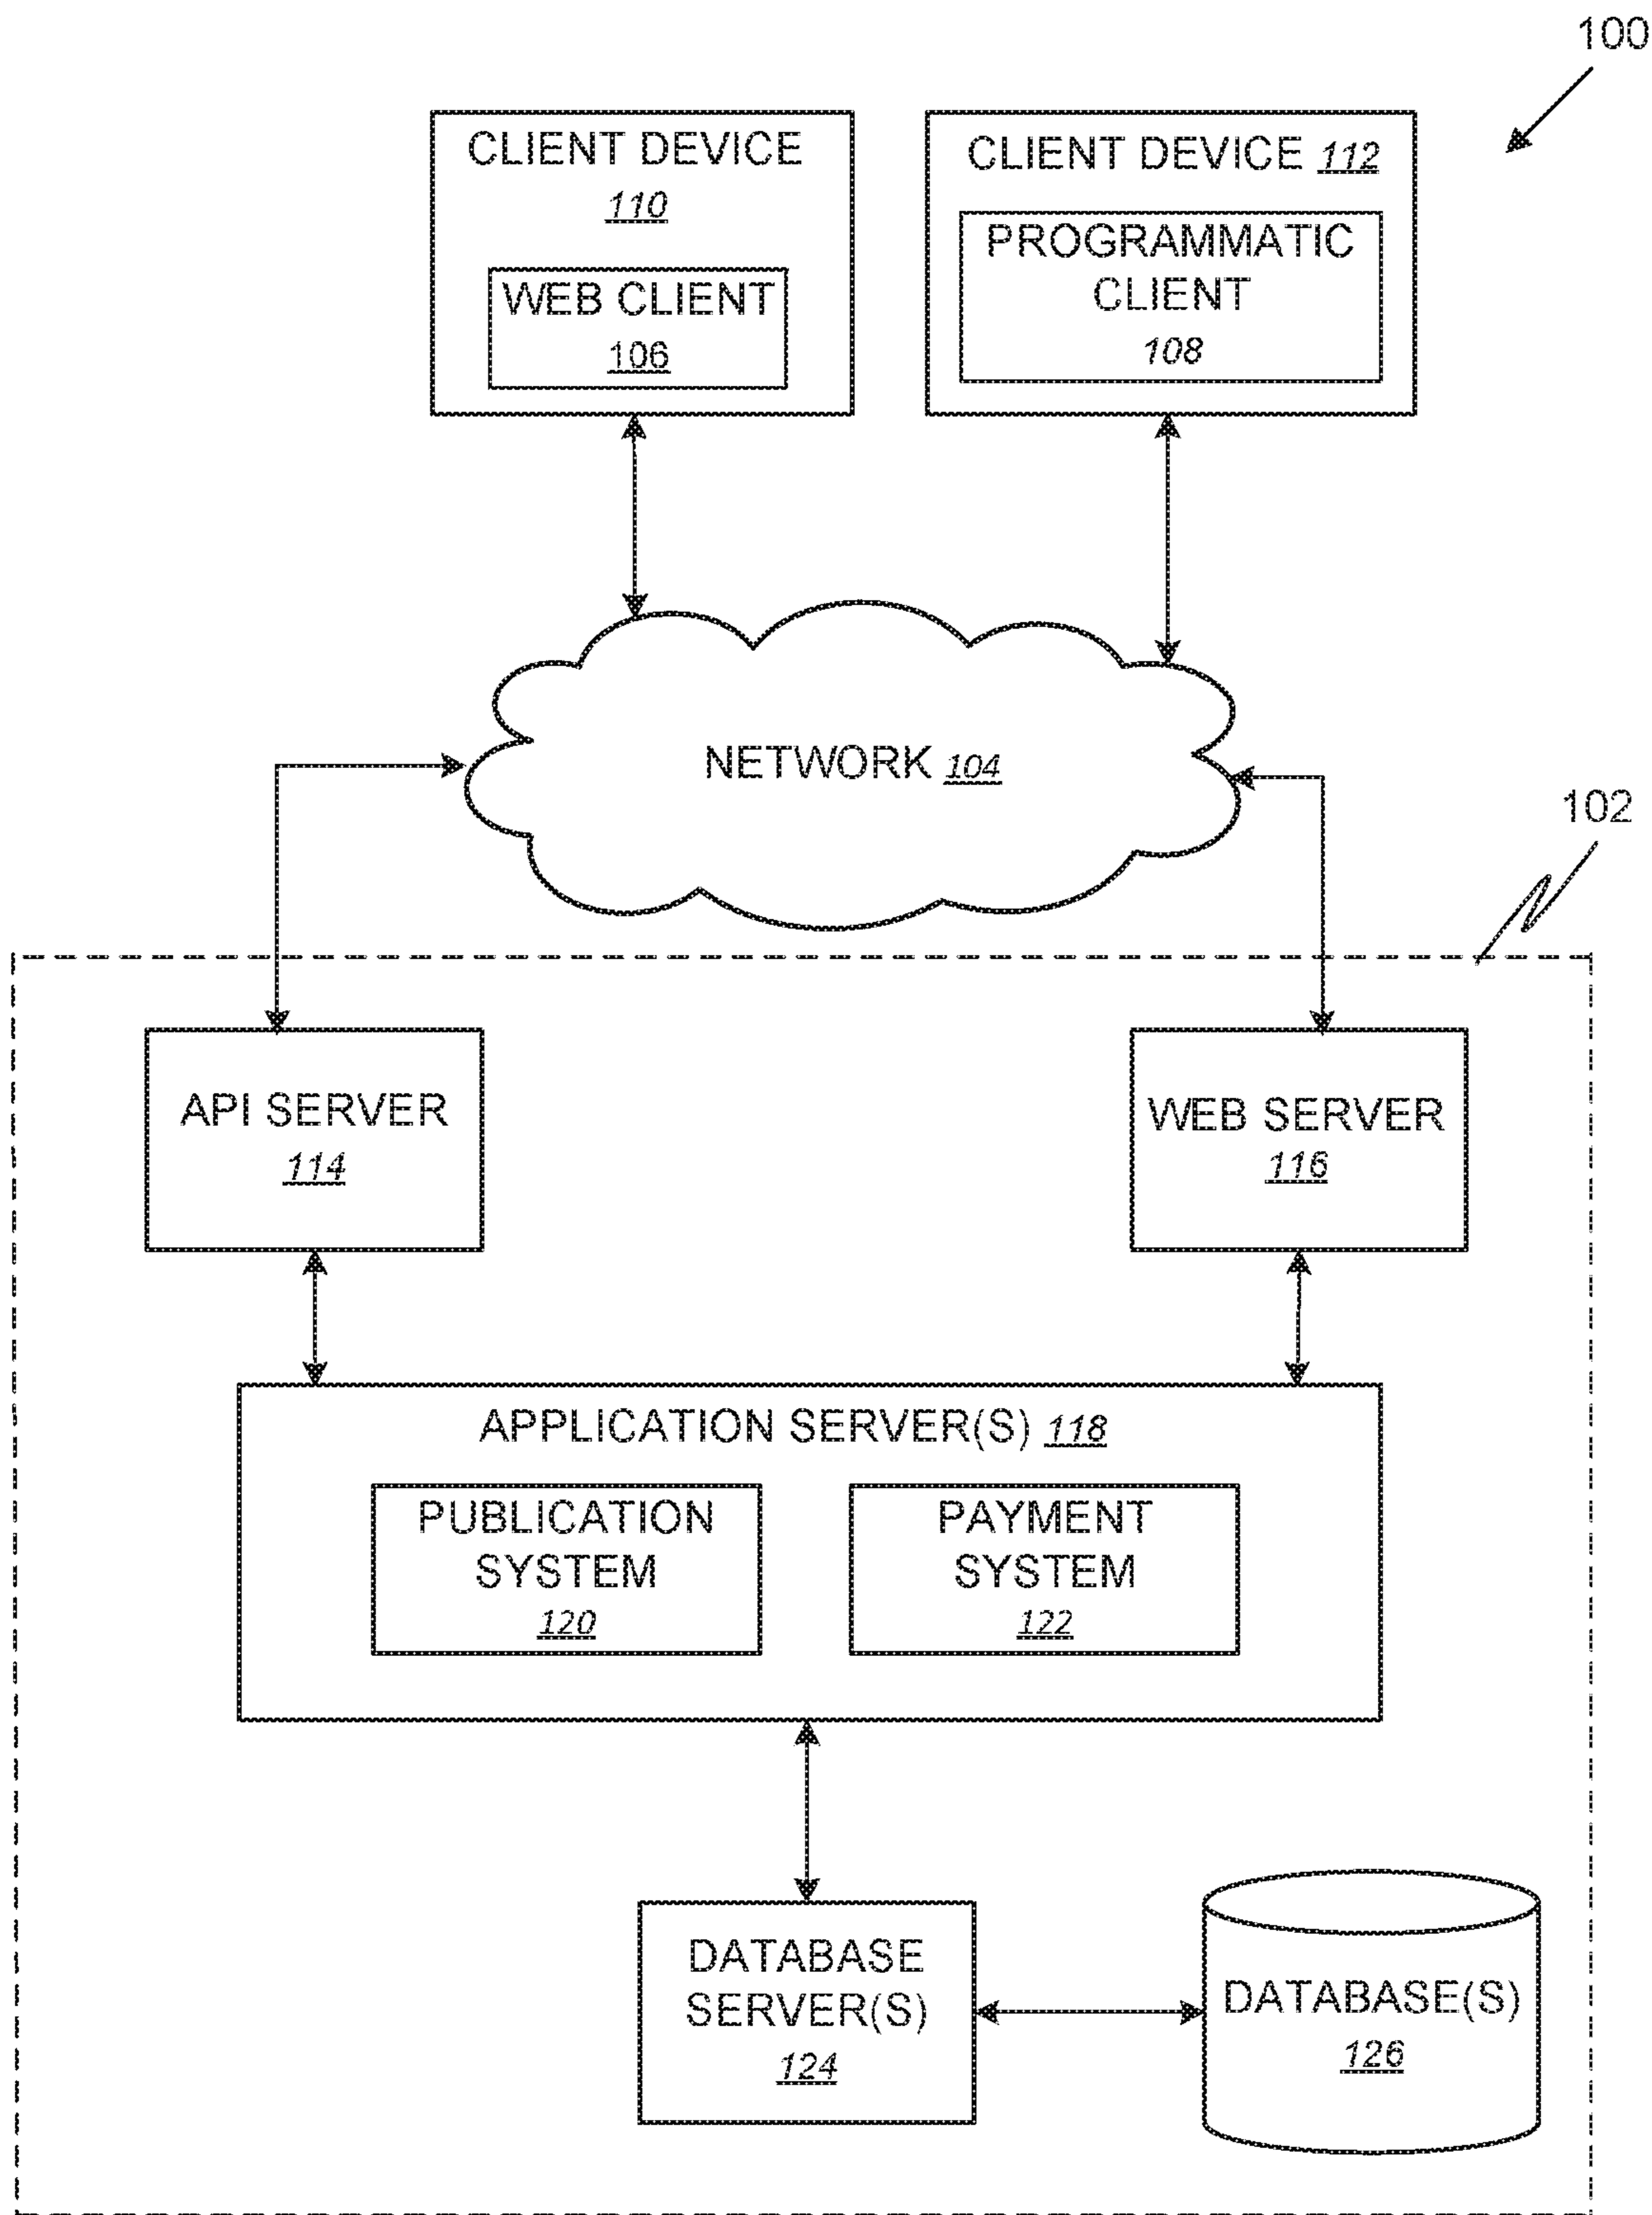 100
CLIENT DEVICE
110
WEB CLIENT
106
CLIENT DEVICE 112
PROGRAMMATIC
CLIENT
108
NETWORK 104
102
API SERVER
114
WEB SERVER
116
APPLICATION SERVER(S) 118
PUBLICATION
SYSTEM
120
PAYMENT
SYSTEM
122
DATABASE
SERVER(S)
124
DATABASE(S)
126